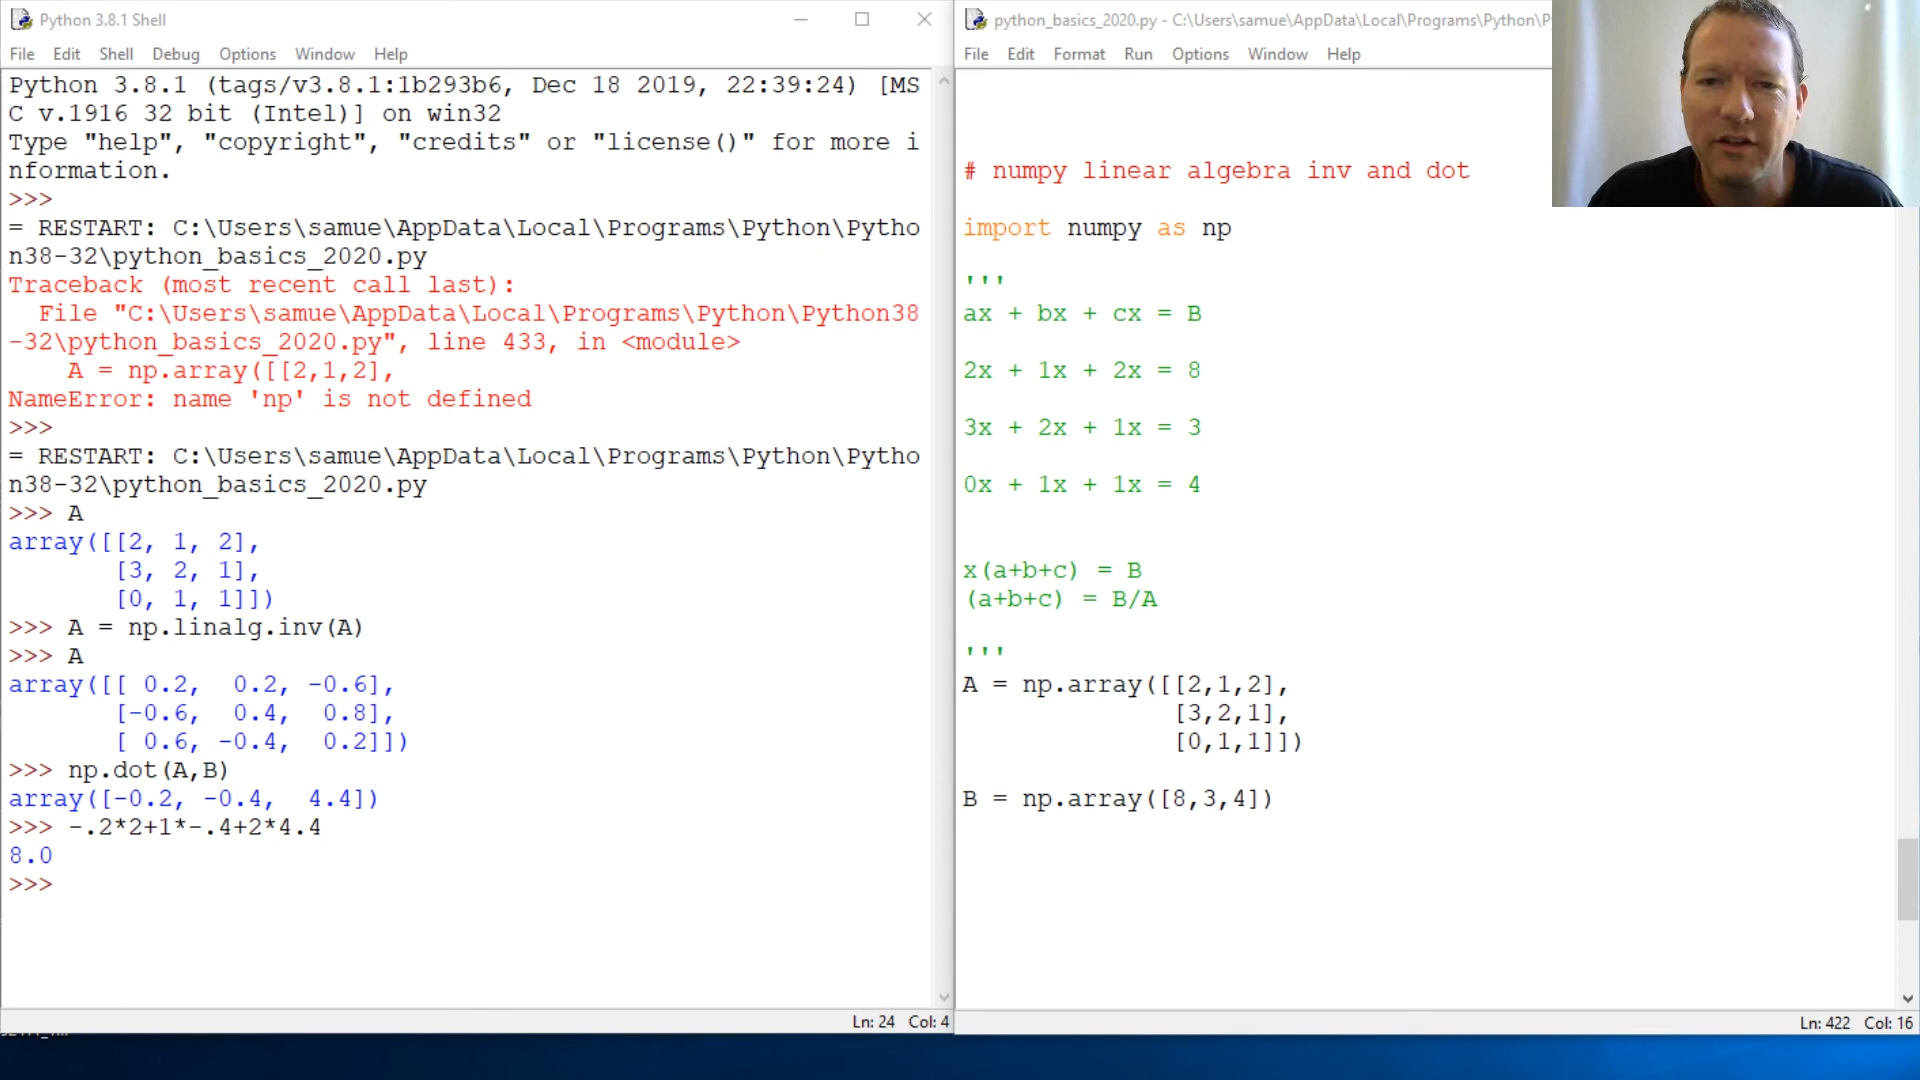 Python 3.8.1 Shell
File Edit Shell Debug Options Window Help
Python 3.8.1 (tags/v3.8.1:1b293b6, Dec 18 2019, 22:39:24) [MS
C v.1916 32 bit (Intel)] on win32
Type "help", "copyright", "credits" or "license()" for more i
nformation.
>>>
= RESTART: C:\Users\samue\AppData\Local\Programs\Python\Pytho
n38-32\python_basics_2020.py
Traceback (most recent call last):
  File "C:\Users\samue\AppData\Local\Programs\Python\Python38
-32\python_basics_2020.py", line 433, in <module>
    A = np.array([[2,1,2],
NameError: name 'np' is not defined
>>>
= RESTART: C:\Users\samue\AppData\Local\Programs\Python\Pytho
n38-32\python_basics_2020.py
>>> A
array([[2, 1, 2],
       [3, 2, 1],
       [0, 1, 1]])
>>> A = np.linalg.inv(A)
>>> A
array([[ 0.2,  0.2, -0.6],
       [-0.6,  0.4,  0.8],
       [ 0.6, -0.4,  0.2]])
>>> np.dot(A,B)
array([-0.2, -0.4,  4.4])
>>> -.2*2+1*-.4+2*4.4
8.0
>>>
Ln: 24 Col: 4
python_basics_2020.py - C:\Users\samue\AppData\Local\Programs\Python\P
File Edit Format Run Options Window Help
# numpy linear algebra inv and dot
import numpy as np
'''
ax + bx + cx = B
2x + 1x + 2x = 8
3x + 2x + 1x = 3
0x + 1x + 1x = 4
x(a+b+c) = B
(a+b+c) = B/A
'''
A = np.array([[2,1,2],
              [3,2,1],
              [0,1,1]])
B = np.array([8,3,4])
Ln: 422 Col: 16